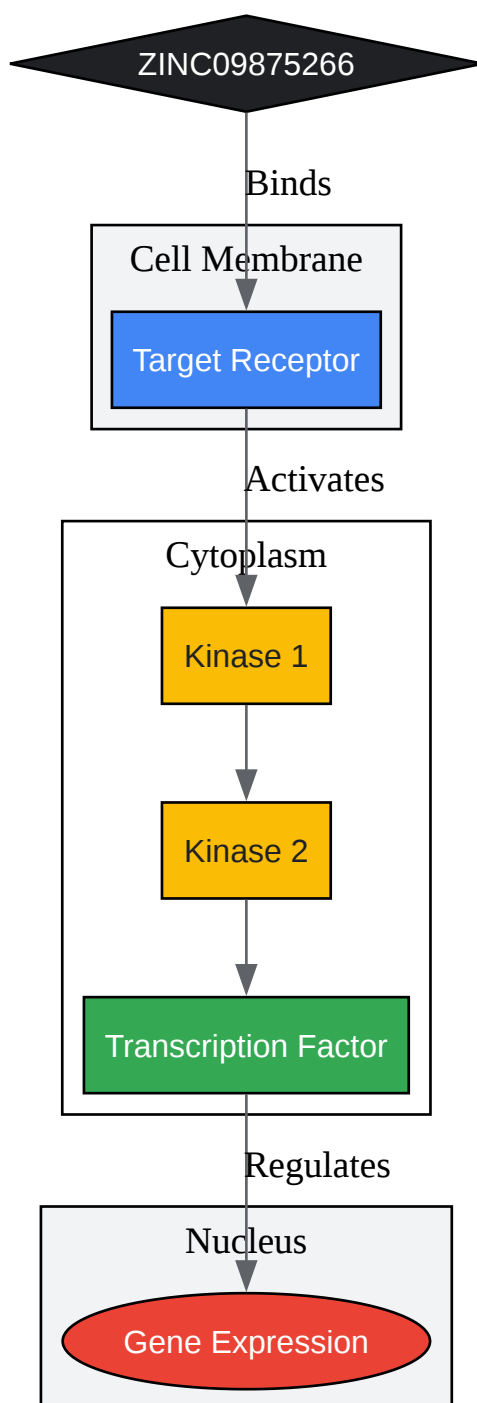 ZINC09875266
Binds
Cell Membrane
Target Receptor
Activates
Cytoplasm
Kinase 1
Kinase 2
Transcription Factor
Regulates
Nucleus
Gene Expression